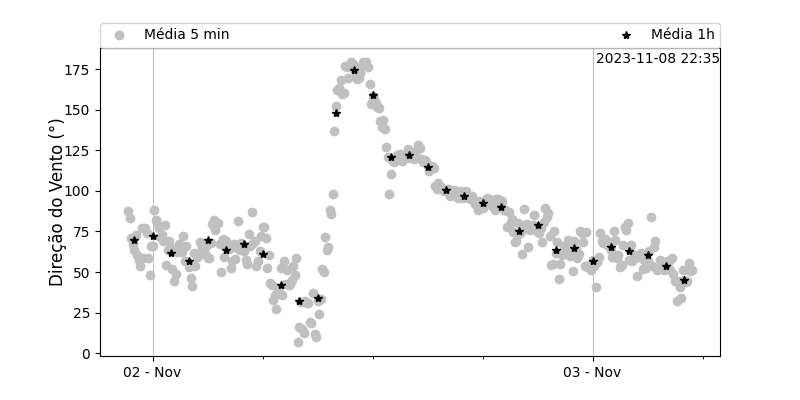 Média 5 min
Média 1h
2023-11-08 22:35
Direção do Vento (°)
175
150
125
100
75
50
25
0
02 - Nov
03 - Nov